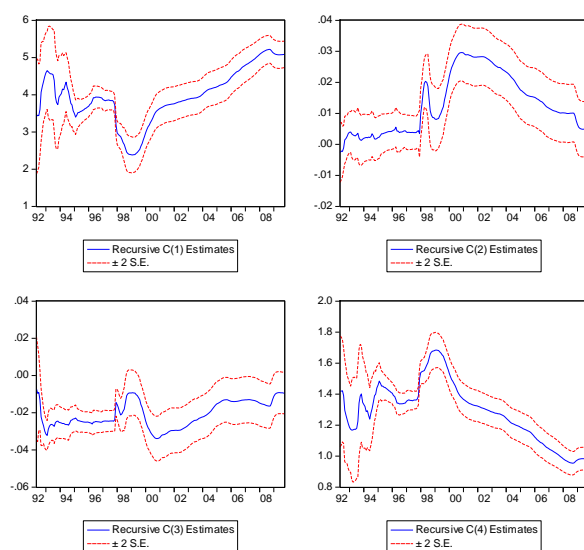 6
5
4
3
2
1
92 94 96 98 00 02 04 06 08
Recursive C(1) Estimates
± 2 S.E.
.04
.03
.02
.01
.00
-.01
-.02
92 94 96 98 00 02 04 06 08
Recursive C(2) Estimates
± 2 S.E.
.04
.02
.00
-.02
-.04
-.06
92 94 96 98 00 02 04 06 08
Recursive C(3) Estimates
± 2 S.E.
2.0
1.8
1.6
1.4
1.2
1.0
0.8
92 94 96 98 00 02 04 06 08
Recursive C(4) Estimates
± 2 S.E.